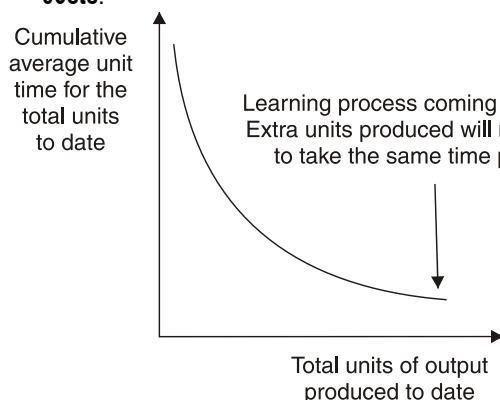 costs.
Cumulative
average unit
time for the
total units
to date
Learning process coming
Extra units produced will
to take the same time
Total units of output
produced to date